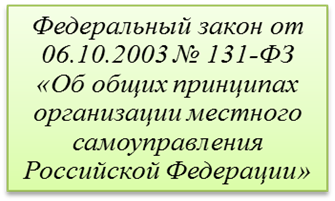 Федеральный закон от
06.10.2003 № 131-ФЗ
«Об общих принципах
организации местного
самоуправления
Российской Федерации»